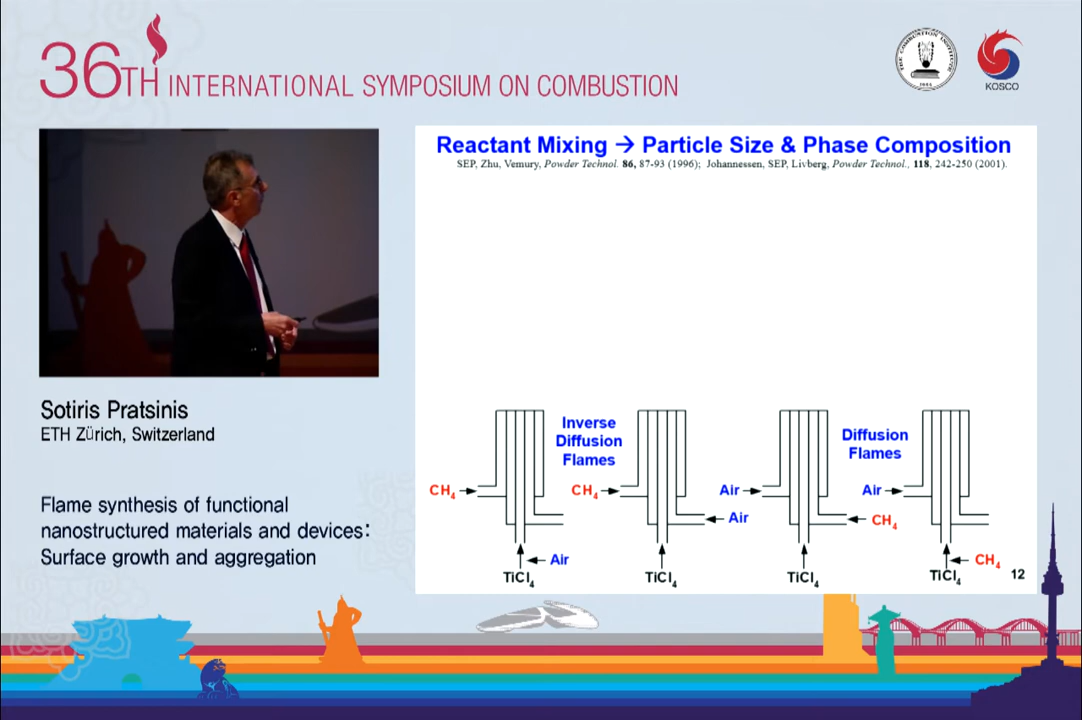 36TH INTERNATIONAL SYMPOSIUM ON COMBUSTION
THE COMBUSTION INSTITUTE
KOSCO
Sotiris Pratsinis
ETH Zürich, Switzerland
Flame synthesis of functional
nanostructured materials and devices:
Surface growth and aggregation
Reactant Mixing → Particle Size & Phase Composition
SEP, Zhu, Vemury, Powder Technol. 86, 87-93 (1996); Johannessen, SEP, Livberg, Powder Technol., 118, 242-250 (2001).
Inverse
Diffusion
Flames
Diffusion
Flames
CH4
Air
TiCl4
CH4
Air
TiCl4
Air
CH4
TiCl4
Air
CH4
TiCl4
12